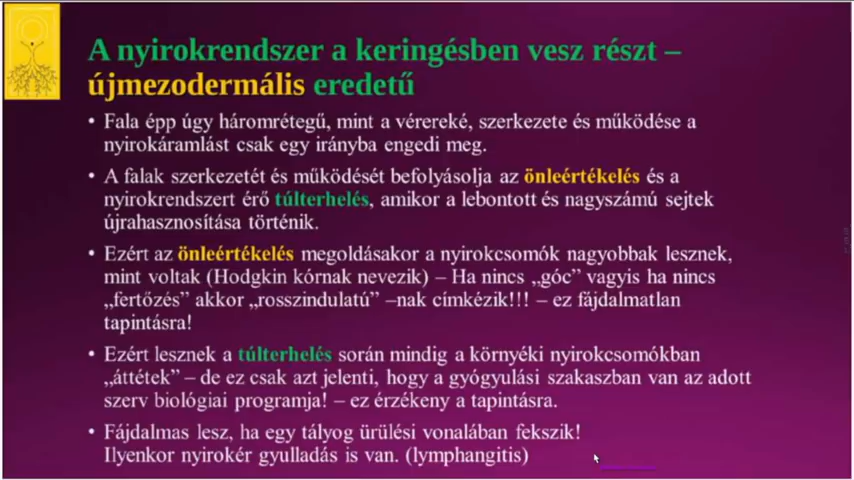 A nyirokrendszer a keringésben vesz részt –
újmezodermális eredetű
• Fala épp úgy háromrétegű, mint a vérereké, szerkezete és működése a
nyirokáramlást csak egy irányba engedi meg.
• A falak szerkezetét és működését befolyásolja az önleértékelés és a
nyirokrendszert érő túlterhelés, amikor a lebontott és nagyszámú sejtek
újrahasznosítása történik.
• Ezért az önleértékelés megoldásakor a nyirokcsomók nagyobbak lesznek,
mint voltak (Hodgkin kórnak nevezik) – Ha nincs „góc” vagyis ha nincs
„fertőzés” akkor „rosszindulatú” –nak címkézik!!! – ez fájdalmatlan
tapintásra!
• Ezért lesznek a túlterhelés során mindig a környéki nyirokcsomókban
„áttétek” – de ez csak azt jelenti, hogy a gyógyulási szakaszban van az adott
szerv biológiai programja! – ez érzékeny a tapintásra.
• Fájdalmas lesz, ha egy tályog ürülési vonalában fekszik!
Ilyenkor nyirokér gyulladás is van. (lymphangitis)